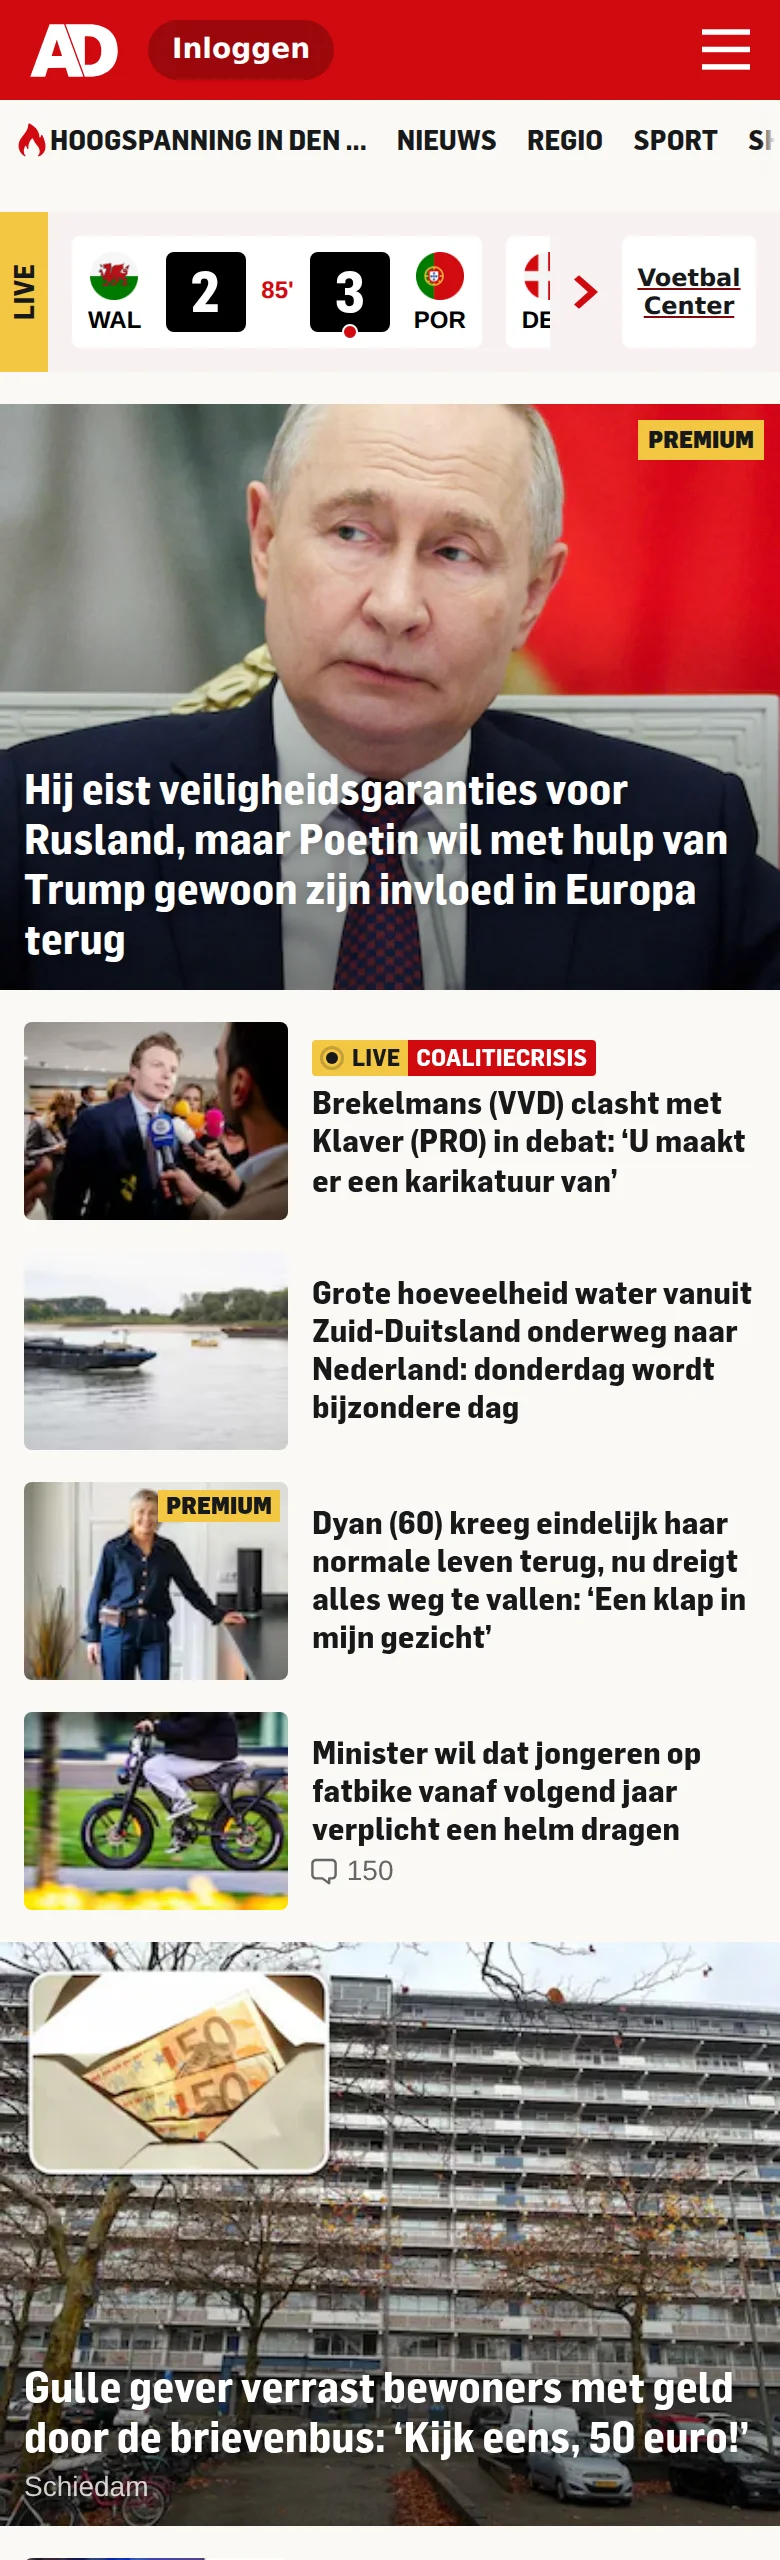 AD
Inloggen
HOOGSPANNING IN DEN ...
NIEUWS
REGIO
SPORT
LIVE
WAL
2
85'
3
POR
DE
Voetbal
Center
PREMIUM
Hij eist veiligheidsgaranties voor
Rusland, maar Poetin wil met hulp van
Trump gewoon zijn invloed in Europa
terug
LIVE COALITIECRISIS
Brekelmans (VVD) clasht met
Klaver (PRO) in debat: ‘U maakt
er een karikatuur van’
Grote hoeveelheid water vanuit
Zuid-Duitsland onderweg naar
Nederland: donderdag wordt
bijzondere dag
PREMIUM
Dyan (60) kreeg eindelijk haar
normale leven terug, nu dreigt
alles weg te vallen: ‘Een klap in
mijn gezicht’
Minister wil dat jongeren op
fatbike vanaf volgend jaar
verplicht een helm dragen
150
50
50
Gulle gever verrast bewoners met geld
door de brievenbus: ‘Kijk eens, 50 euro!’
Schiedam